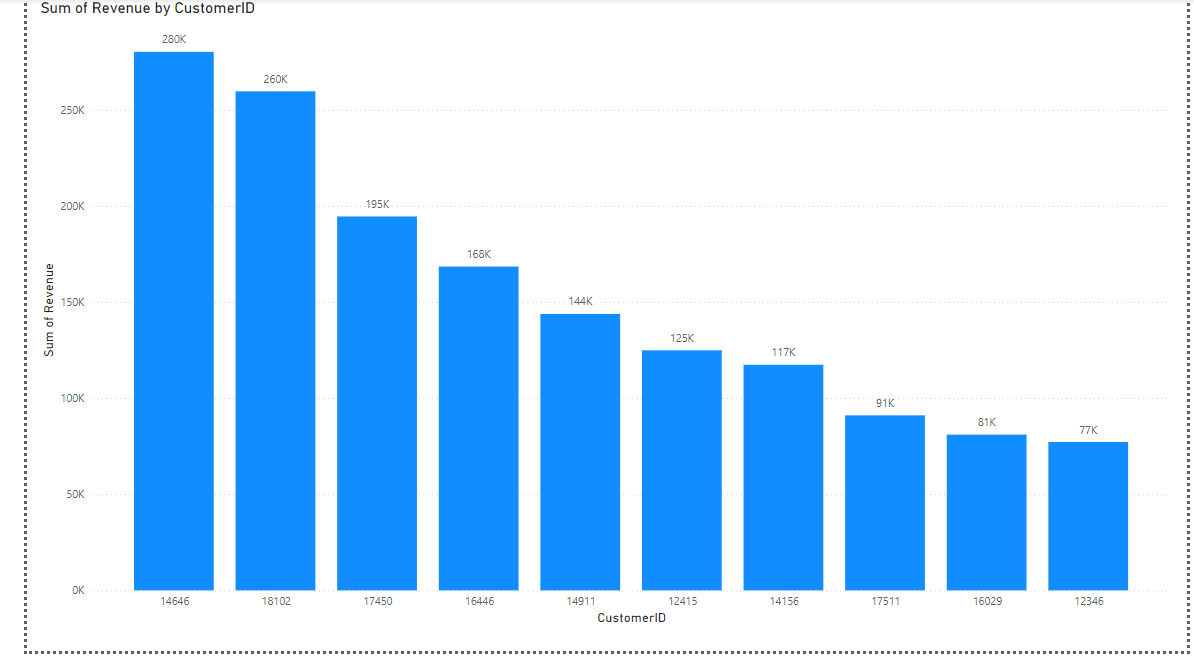 Sum of Revenue by CustomerID
280K
260K
250K
200K
195K
168K
150K
144K
125K
117K
100K
91K
81K
77K
50K
0K
Sum of Revenue
14646 18102 17450 16446 14911 12415 14156 17511 16029 12346
CustomerID